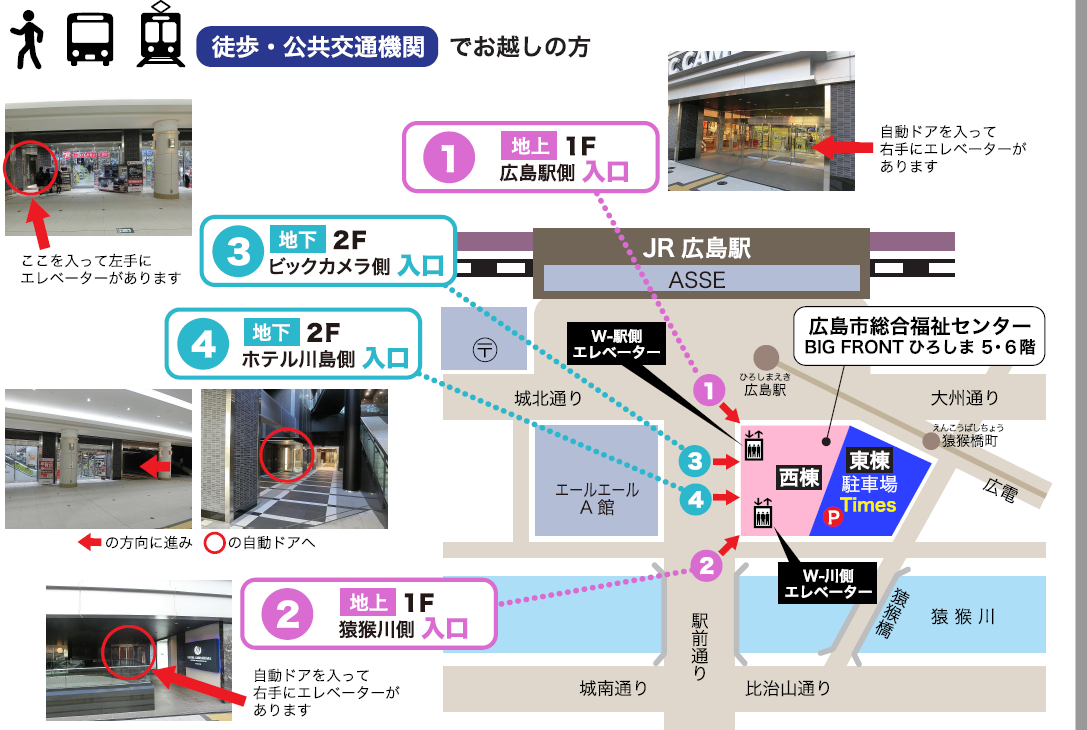 徒歩・公共交通機関 でお越しの方
C CAM
自動ドアを入って
右手にエレベーターが
あります
1 地上 1F
広島駅側 入口
ここを入って左手に
エレベーターがあります
3 地下 2F
ビックカメラ側 入口
4 地下 2F
ホテル川島側 入口
JR 広島駅
ASSE
W-駅側
エレベーター
広島市総合福祉センター
BIG FRONT ひろしま 5・6階
〒
ひろしまえき
広島駅
城北通り
大州通り
1
えんこうばしちょう
猿猴橋町
3
4
西棟
東棟
駐車場
Times
P
広電
エールエール
A 館
の方向に進み
の自動ドアへ
2
W-川側
エレベーター
2 地上 1F
猿猴川側 入口
駅前通り
猿猴橋
猿猴川
自動ドアを入って
右手にエレベーターが
あります
城南通り
比治山通り